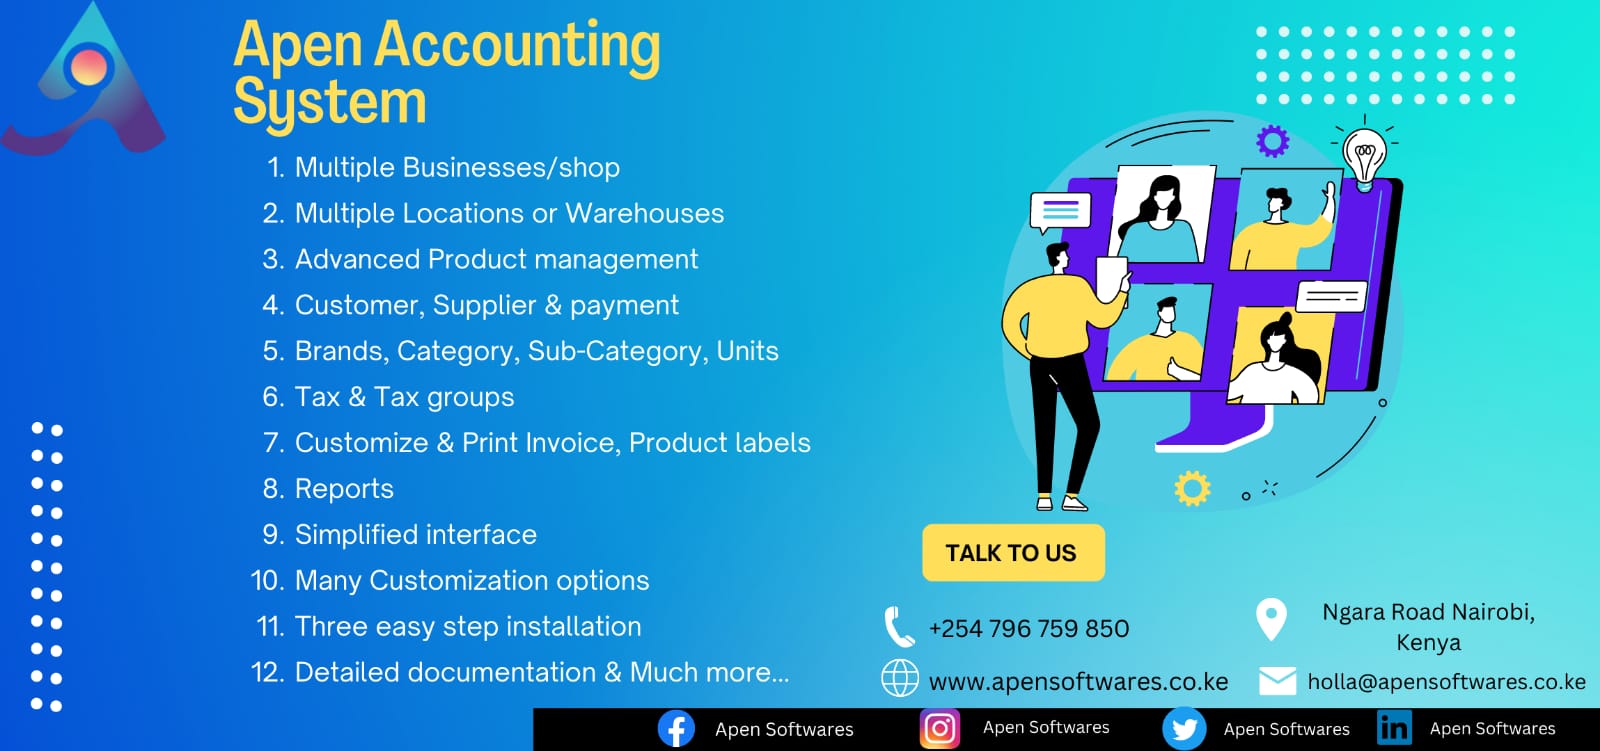 Apen Accounting
System
1. Multiple Businesses/shop
2. Multiple Locations or Warehouses
3. Advanced Product management
4. Customer, Supplier & payment
5. Brands, Category, Sub-Category, Units
6. Tax & Tax groups
7. Customize & Print Invoice, Product labels
8. Reports
9. Simplified interface
10. Many Customization options
11. Three easy step installation
12. Detailed documentation & Much more...
TALK TO US
+254 796 759 850
Ngara Road Nairobi,
Kenya
www.apensoftwares.co.ke
holla@apensoftwares.co.ke
Apen Softwares
Apen Softwares
Apen Softwares
in
Apen Softwares